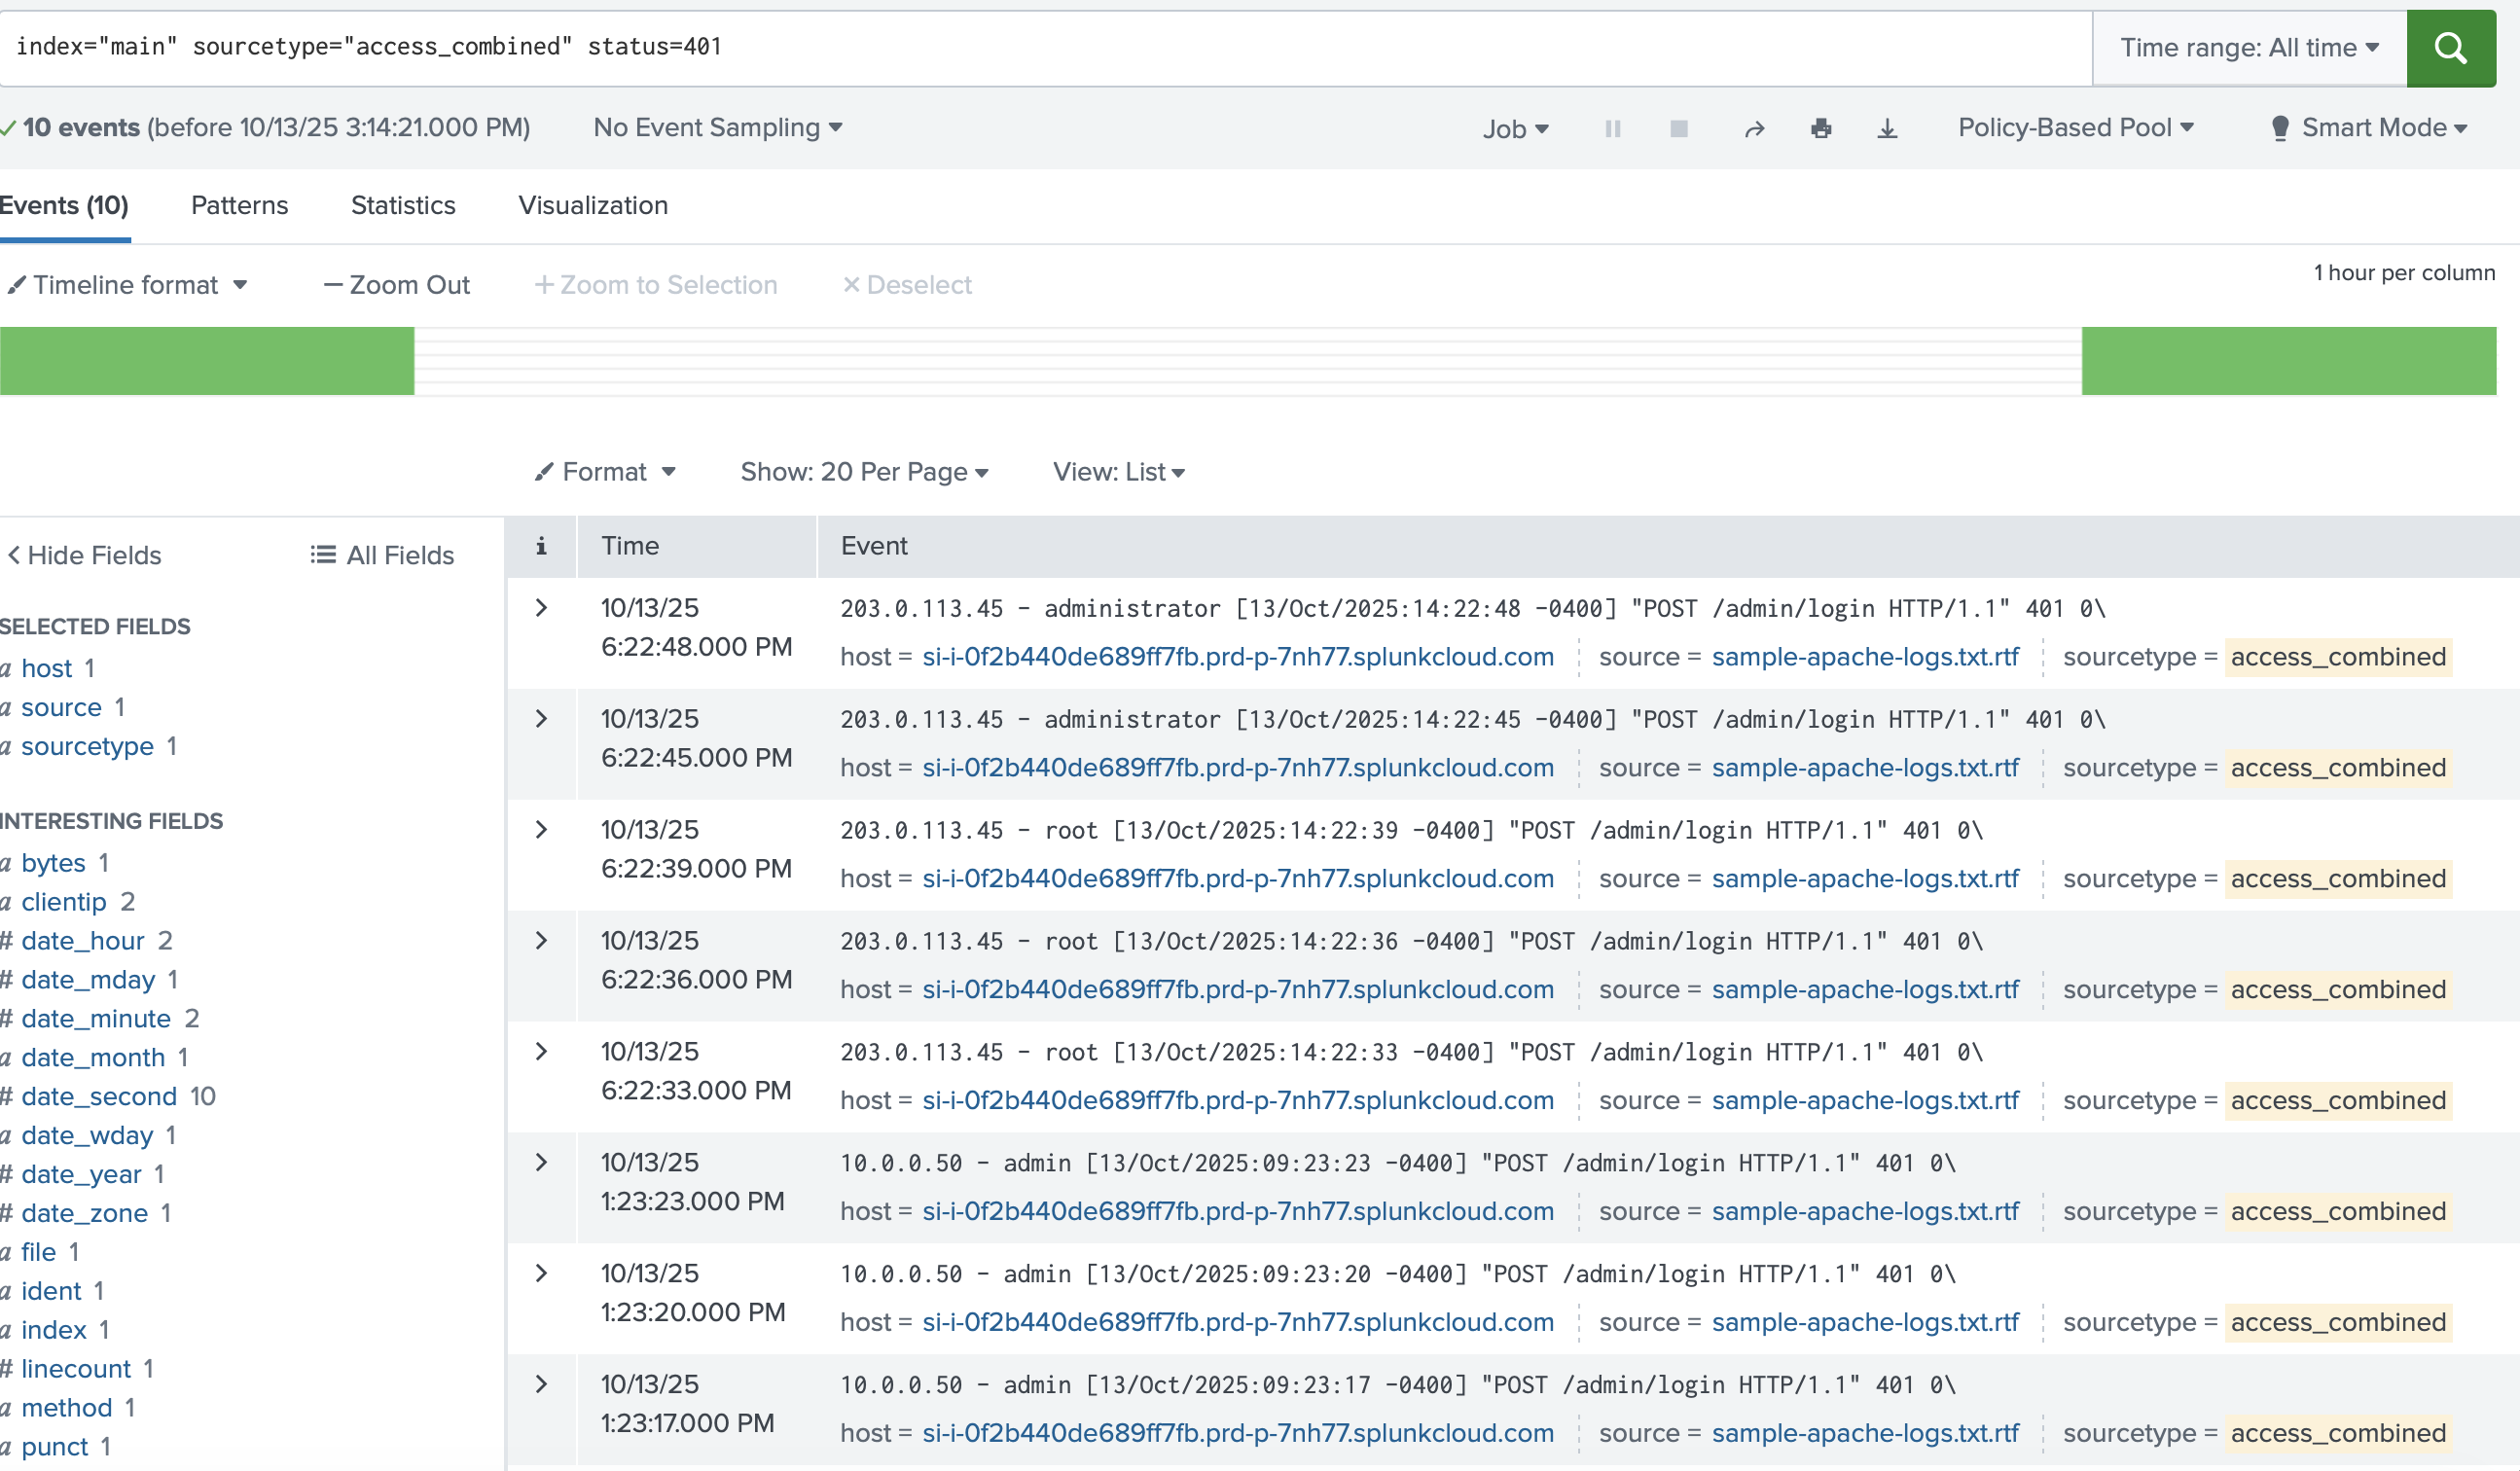 index="main" sourcetype="access_combined" status=401
Time range: All time
10 events (before 10/13/25 3:14:21.000 PM)
No Event Sampling
Job
Policy-Based Pool
Smart Mode
Events (10)
Patterns
Statistics
Visualization
Timeline format
Zoom Out
Zoom to Selection
Deselect
1 hour per column
Format
Show: 20 Per Page
View: List
Hide Fields
All Fields
SELECTED FIELDS
a host 1
a source 1
a sourcetype 1
INTERESTING FIELDS
a bytes 1
a clientip 2
# date_hour 2
# date_mday 1
# date_minute 2
a date_month 1
# date_second 10
a date_wday 1
# date_year 1
# date_zone 1
a file 1
a ident 1
a index 1
# linecount 1
a method 1
a punct 1
i Time Event
10/13/25
6:22:48.000 PM
203.0.113.45 - administrator [13/Oct/2025:14:22:48 -0400] "POST /admin/login HTTP/1.1" 401 0\
host = si-i-0f2b440de689ff7fb.prd-p-7nh77.splunkcloud.com source = sample-apache-logs.txt.rtf sourcetype = access_combined
10/13/25
6:22:45.000 PM
203.0.113.45 - administrator [13/Oct/2025:14:22:45 -0400] "POST /admin/login HTTP/1.1" 401 0\
host = si-i-0f2b440de689ff7fb.prd-p-7nh77.splunkcloud.com source = sample-apache-logs.txt.rtf sourcetype = access_combined
10/13/25
6:22:39.000 PM
203.0.113.45 - root [13/Oct/2025:14:22:39 -0400] "POST /admin/login HTTP/1.1" 401 0\
host = si-i-0f2b440de689ff7fb.prd-p-7nh77.splunkcloud.com source = sample-apache-logs.txt.rtf sourcetype = access_combined
10/13/25
6:22:36.000 PM
203.0.113.45 - root [13/Oct/2025:14:22:36 -0400] "POST /admin/login HTTP/1.1" 401 0\
host = si-i-0f2b440de689ff7fb.prd-p-7nh77.splunkcloud.com source = sample-apache-logs.txt.rtf sourcetype = access_combined
10/13/25
6:22:33.000 PM
203.0.113.45 - root [13/Oct/2025:14:22:33 -0400] "POST /admin/login HTTP/1.1" 401 0\
host = si-i-0f2b440de689ff7fb.prd-p-7nh77.splunkcloud.com source = sample-apache-logs.txt.rtf sourcetype = access_combined
10/13/25
1:23:23.000 PM
10.0.0.50 - admin [13/Oct/2025:09:23:23 -0400] "POST /admin/login HTTP/1.1" 401 0\
host = si-i-0f2b440de689ff7fb.prd-p-7nh77.splunkcloud.com source = sample-apache-logs.txt.rtf sourcetype = access_combined
10/13/25
1:23:20.000 PM
10.0.0.50 - admin [13/Oct/2025:09:23:20 -0400] "POST /admin/login HTTP/1.1" 401 0\
host = si-i-0f2b440de689ff7fb.prd-p-7nh77.splunkcloud.com source = sample-apache-logs.txt.rtf sourcetype = access_combined
10/13/25
1:23:17.000 PM
10.0.0.50 - admin [13/Oct/2025:09:23:17 -0400] "POST /admin/login HTTP/1.1" 401 0\
host = si-i-0f2b440de689ff7fb.prd-p-7nh77.splunkcloud.com source = sample-apache-logs.txt.rtf sourcetype = access_combined